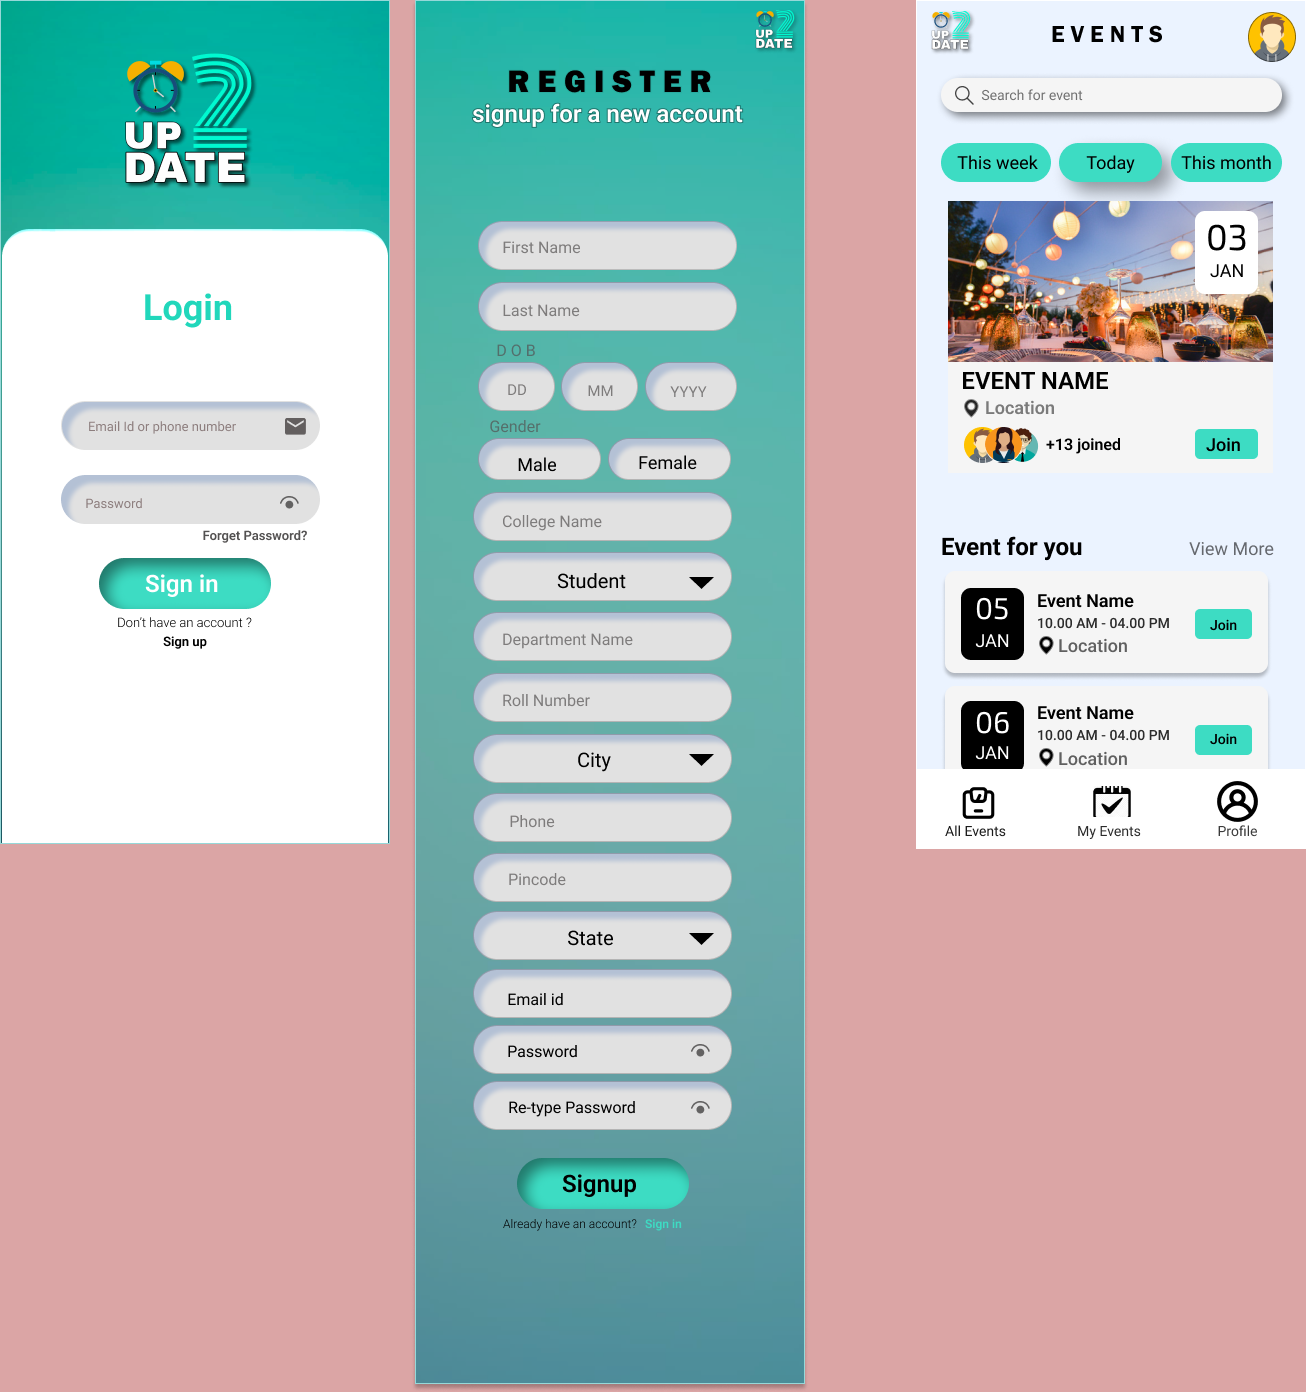 UP 2
DATE
Login
Email Id or phone number
Password
Forget Password?
Sign in
Don't have an account ?
Sign up
UP 2
DATE
REGISTER
signup for a new account
First Name
Last Name
D O B
DD MM YYYY
Gender
Male Female
College Name
Student
Department Name
Roll Number
City
Phone
Pincode
State
Email id
Password
Re-type Password
Signup
Already have an account? Sign in
UP 2
DATE
EVENTS
Search for event
This week Today This month
03
JAN
EVENT NAME
Location
+13 joined Join
Event for you View More
05
JAN
Event Name
10.00 AM - 04.00 PM
Location
Join
06
JAN
Event Name
10.00 AM - 04.00 PM
Location
Join
All Events My Events Profile